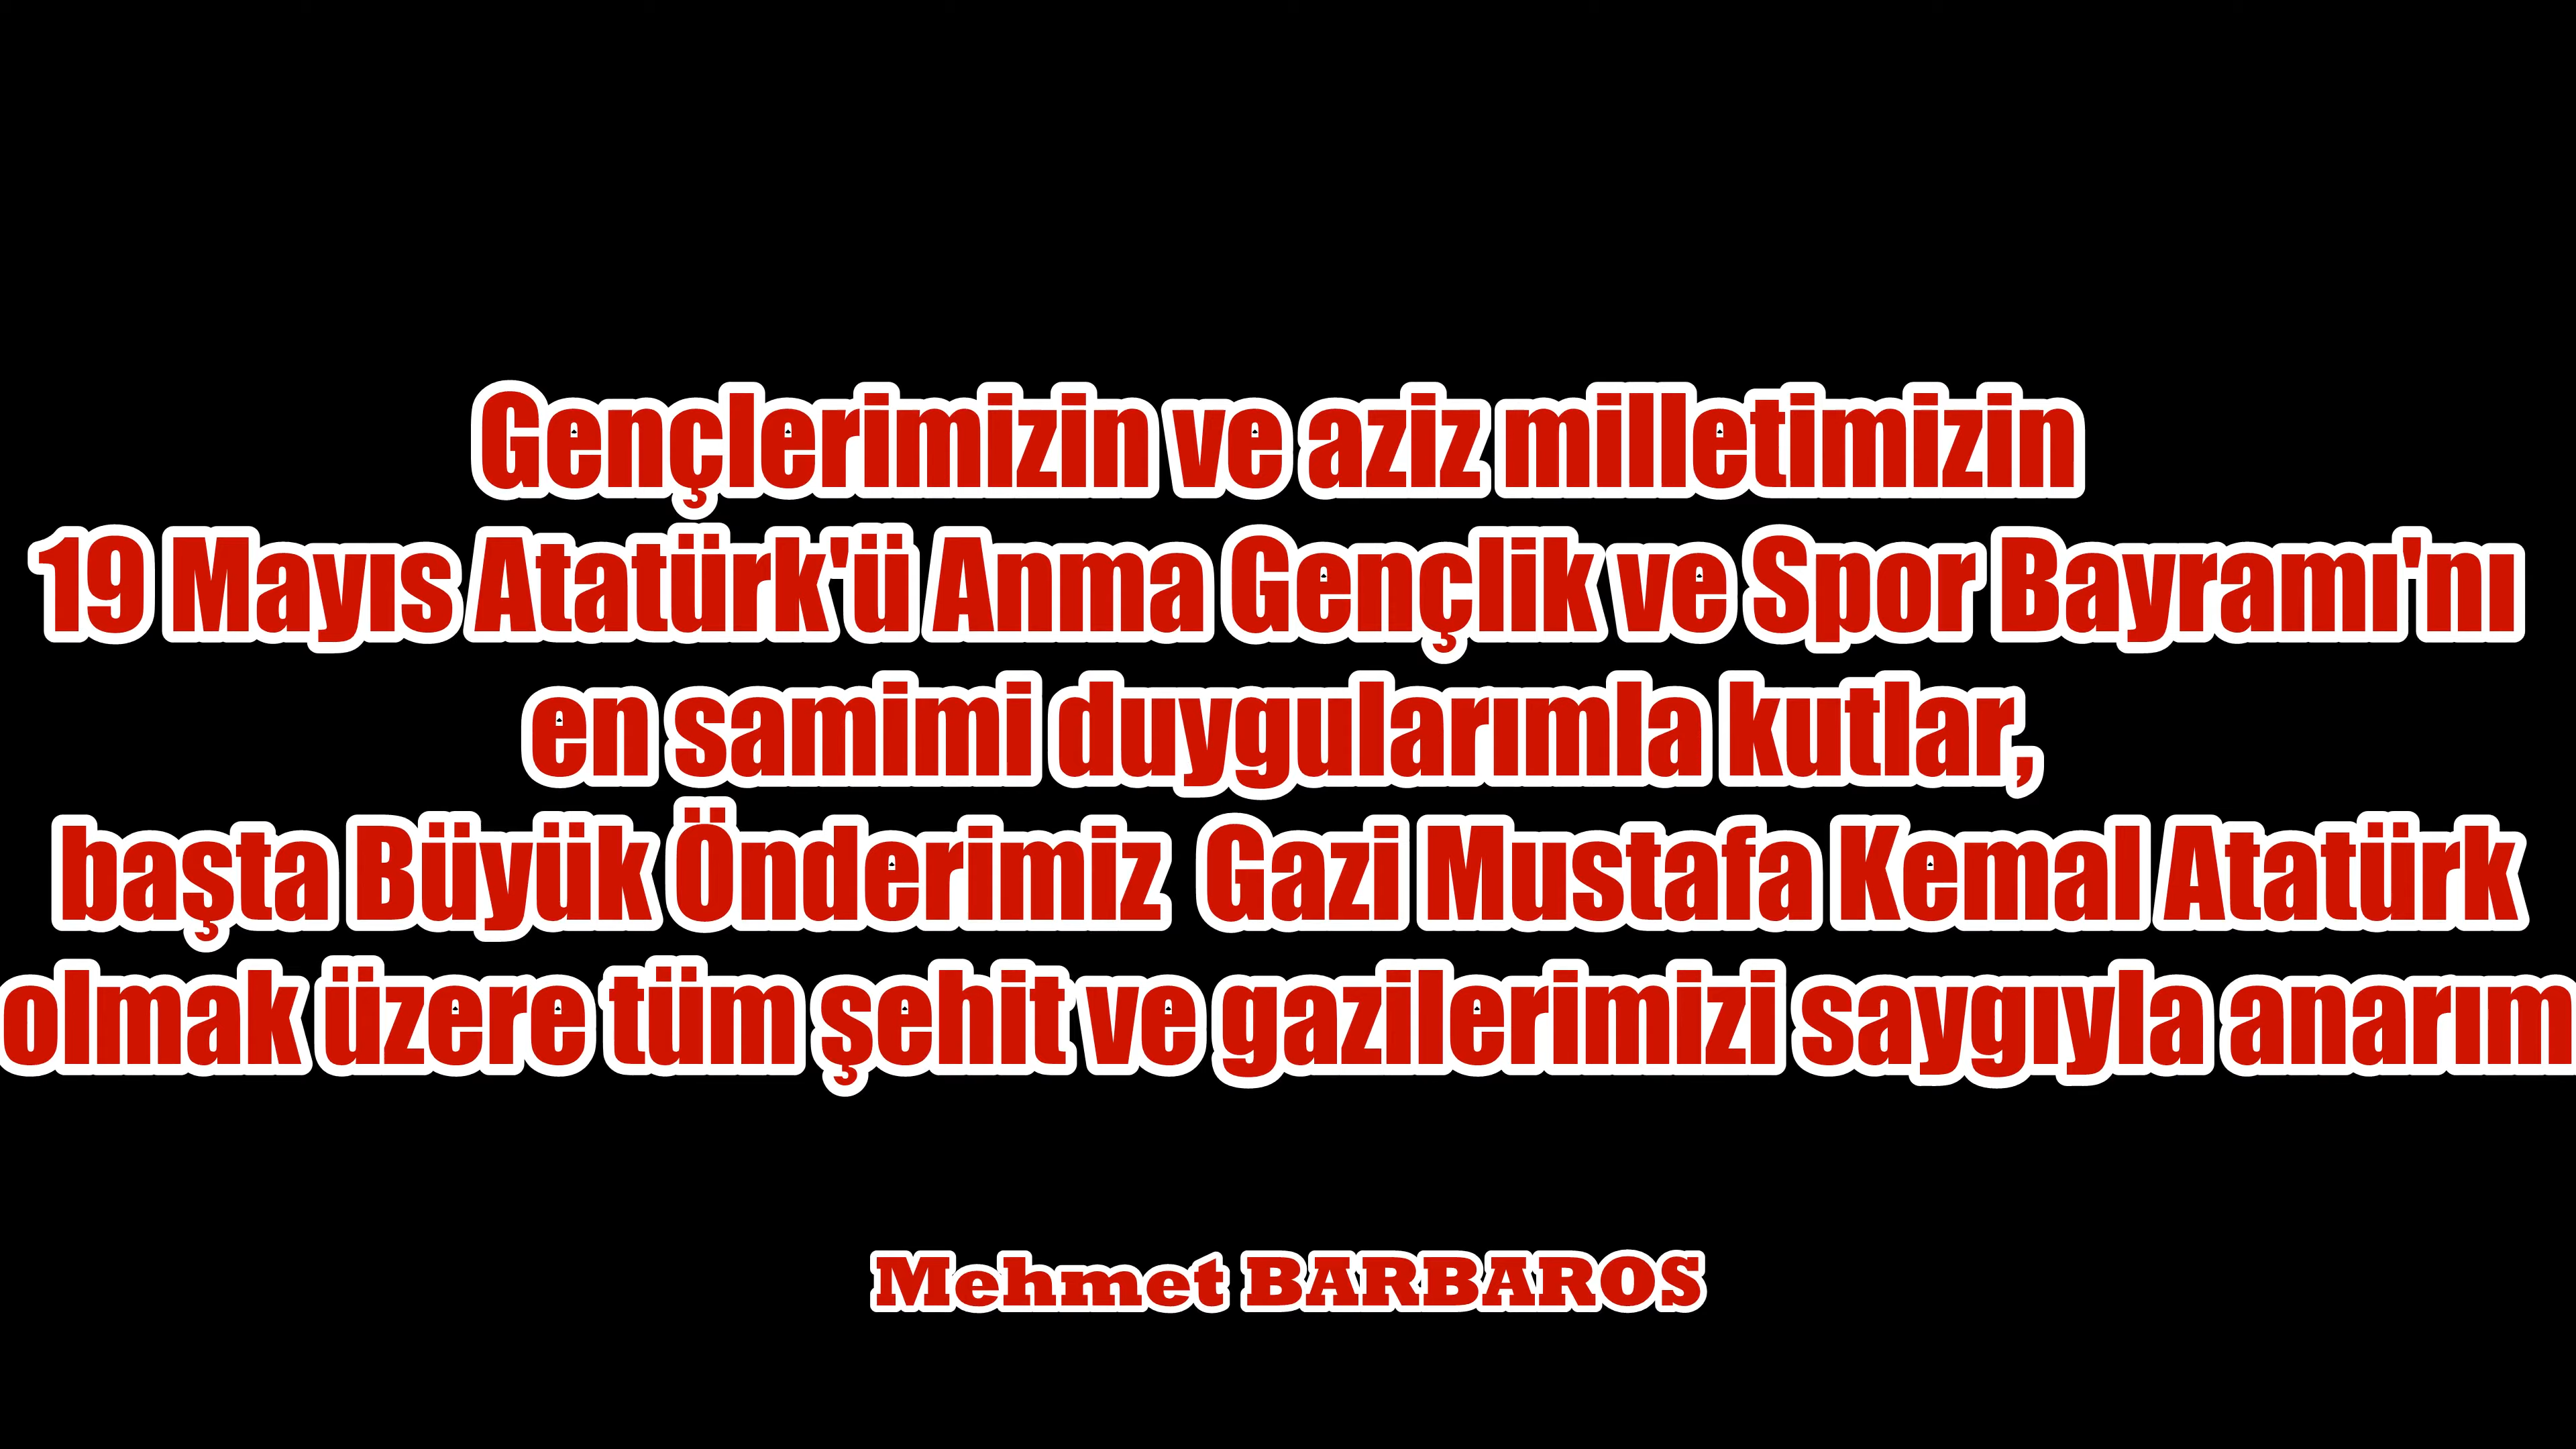 Gençlerimizin ve aziz milletimizin
19 Mayıs Atatürk'ü Anma Gençlik ve Spor Bayramı'nı
en samimi duygularımla kutlar,
başta Büyük Önderimiz  Gazi Mustafa Kemal Atatürk
olmak üzere tüm şehit ve gazilerimizi saygıyla anarım
Mehmet BARBAROS